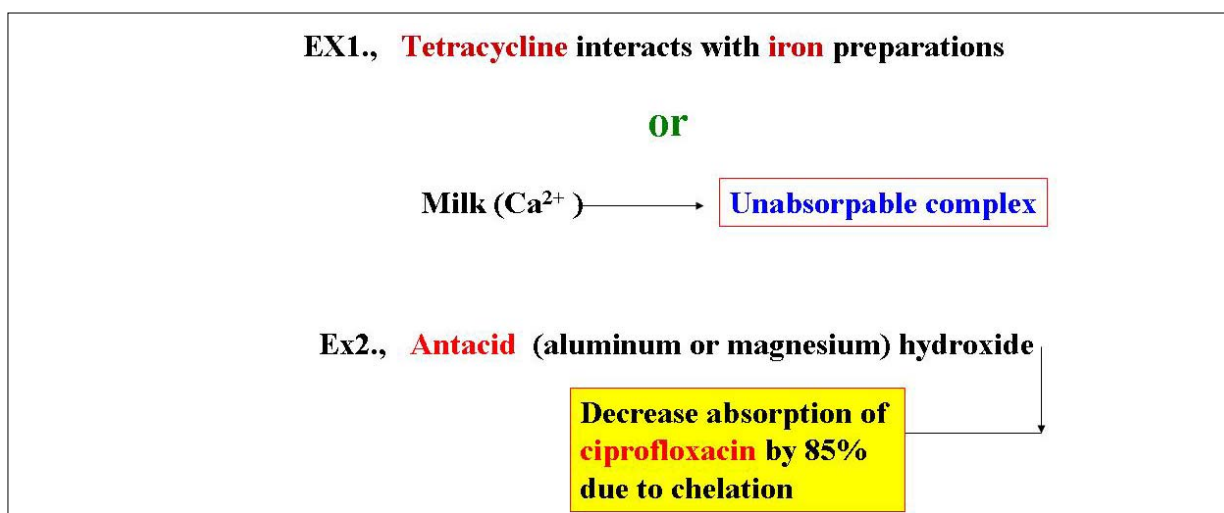 EX1., Tetracycline interacts with iron preparations
or
Milk (Ca²⁺ ) Unabsorpable complex
Ex2., Antacid (aluminum or magnesium) hydroxide
Decrease absorption of
ciprofloxacin by 85%
due to chelation